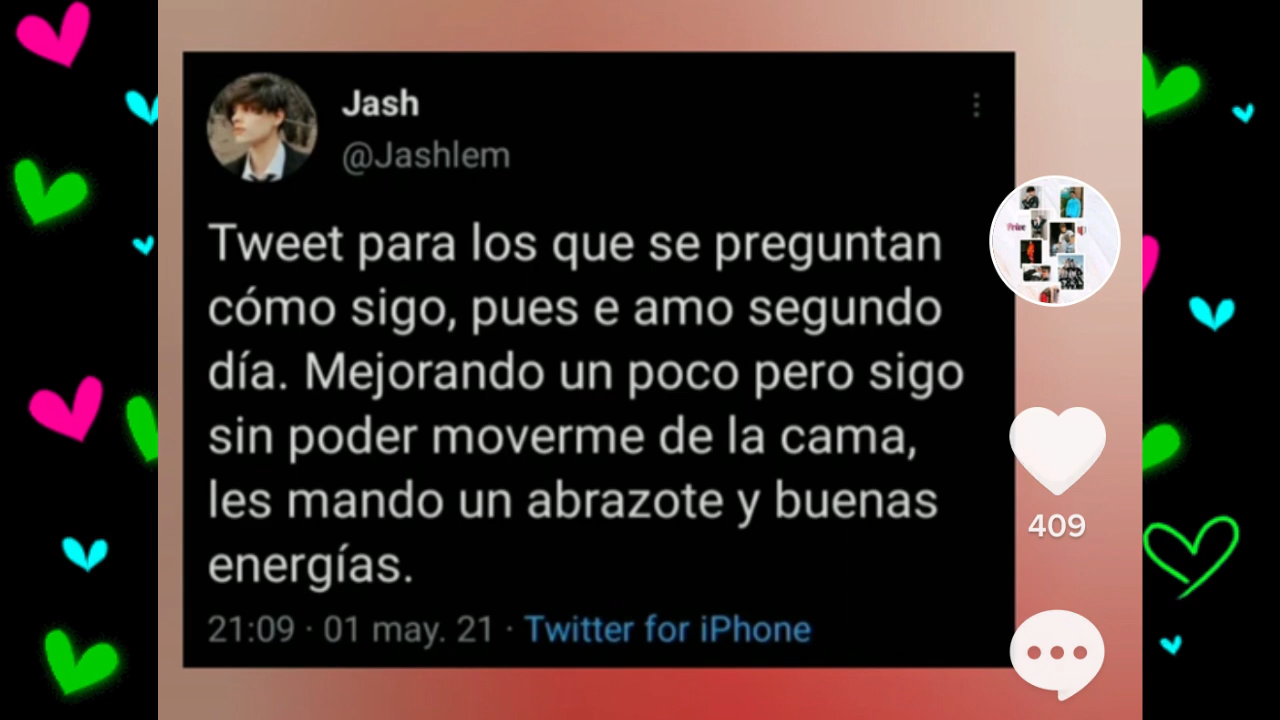 Jash
@Jashlem
Tweet para los que se preguntan
cómo sigo, pues e amo segundo
día. Mejorando un poco pero sigo
sin poder moverme de la cama,
les mando un abrazote y buenas
energías.
21:09 · 01 may. 21 · Twitter for iPhone
409